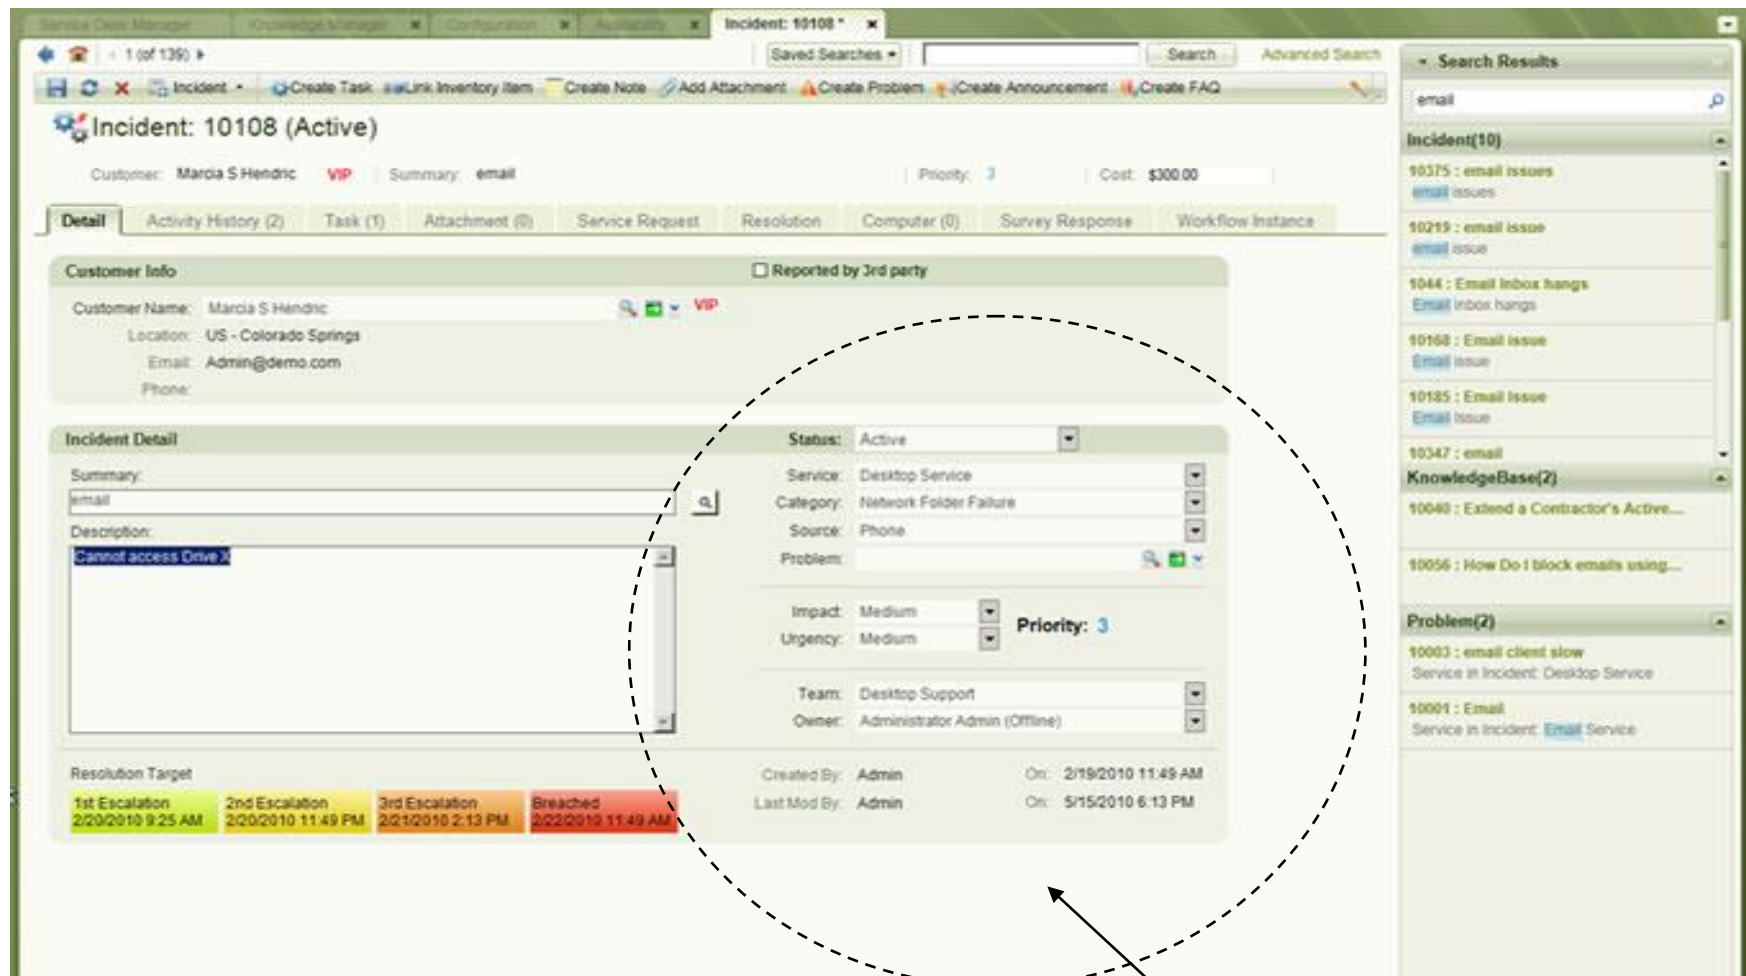 Service Desk Manager Knowledge Manager Configuration Availability Incident: 10108 *
1 (of 139) Saved Searches Search Advanced Search
Incident Create Task Link Inventory Item Create Note Add Attachment Create Problem Create Announcement Create FAQ
Incident: 10108 (Active)
Customer: Marcia S Hendric VIP Summary: email Priority: 3 Cost: $300.00
Detail Activity History (2) Task (1) Attachment (0) Service Request Resolution Computer (0) Survey Response Workflow Instance
Customer Info Reported by 3rd party
Customer Name: Marcia S Hendric VIP
Location: US - Colorado Springs
Email: Admin@demo.com
Phone:
Incident Detail Status: Active
Summary: Service: Desktop Service
email Category: Network Folder Failure
Description: Source: Phone
Cannot access Drive X Problem:
Impact: Medium
Priority: 3
Urgency: Medium
Team: Desktop Support
Owner: Administrator Admin (Offline)
Resolution Target Created By: Admin On: 2/19/2010 11:49 AM
1st Escalation 2nd Escalation 3rd Escalation Breached Last Mod By: Admin On: 5/15/2010 6:13 PM
2/20/2010 9:25 AM 2/20/2010 11:49 PM 2/21/2010 2:13 PM 2/22/2010 11:49 AM
Search Results
email
Incident(10)
10375 : email issues
email issues
10219 : email issue
email issue
1044 : Email Inbox hangs
Email Inbox hangs
10168 : Email issue
Email issue
10185 : Email Issue
Email Issue
10347 : email
KnowledgeBase(2)
10040 : Extend a Contractor's Active...
10056 : How Do I block emails using...
Problem(2)
10003 : email client slow
Service in Incident: Desktop Service
10001 : Email
Service in Incident: Email Service